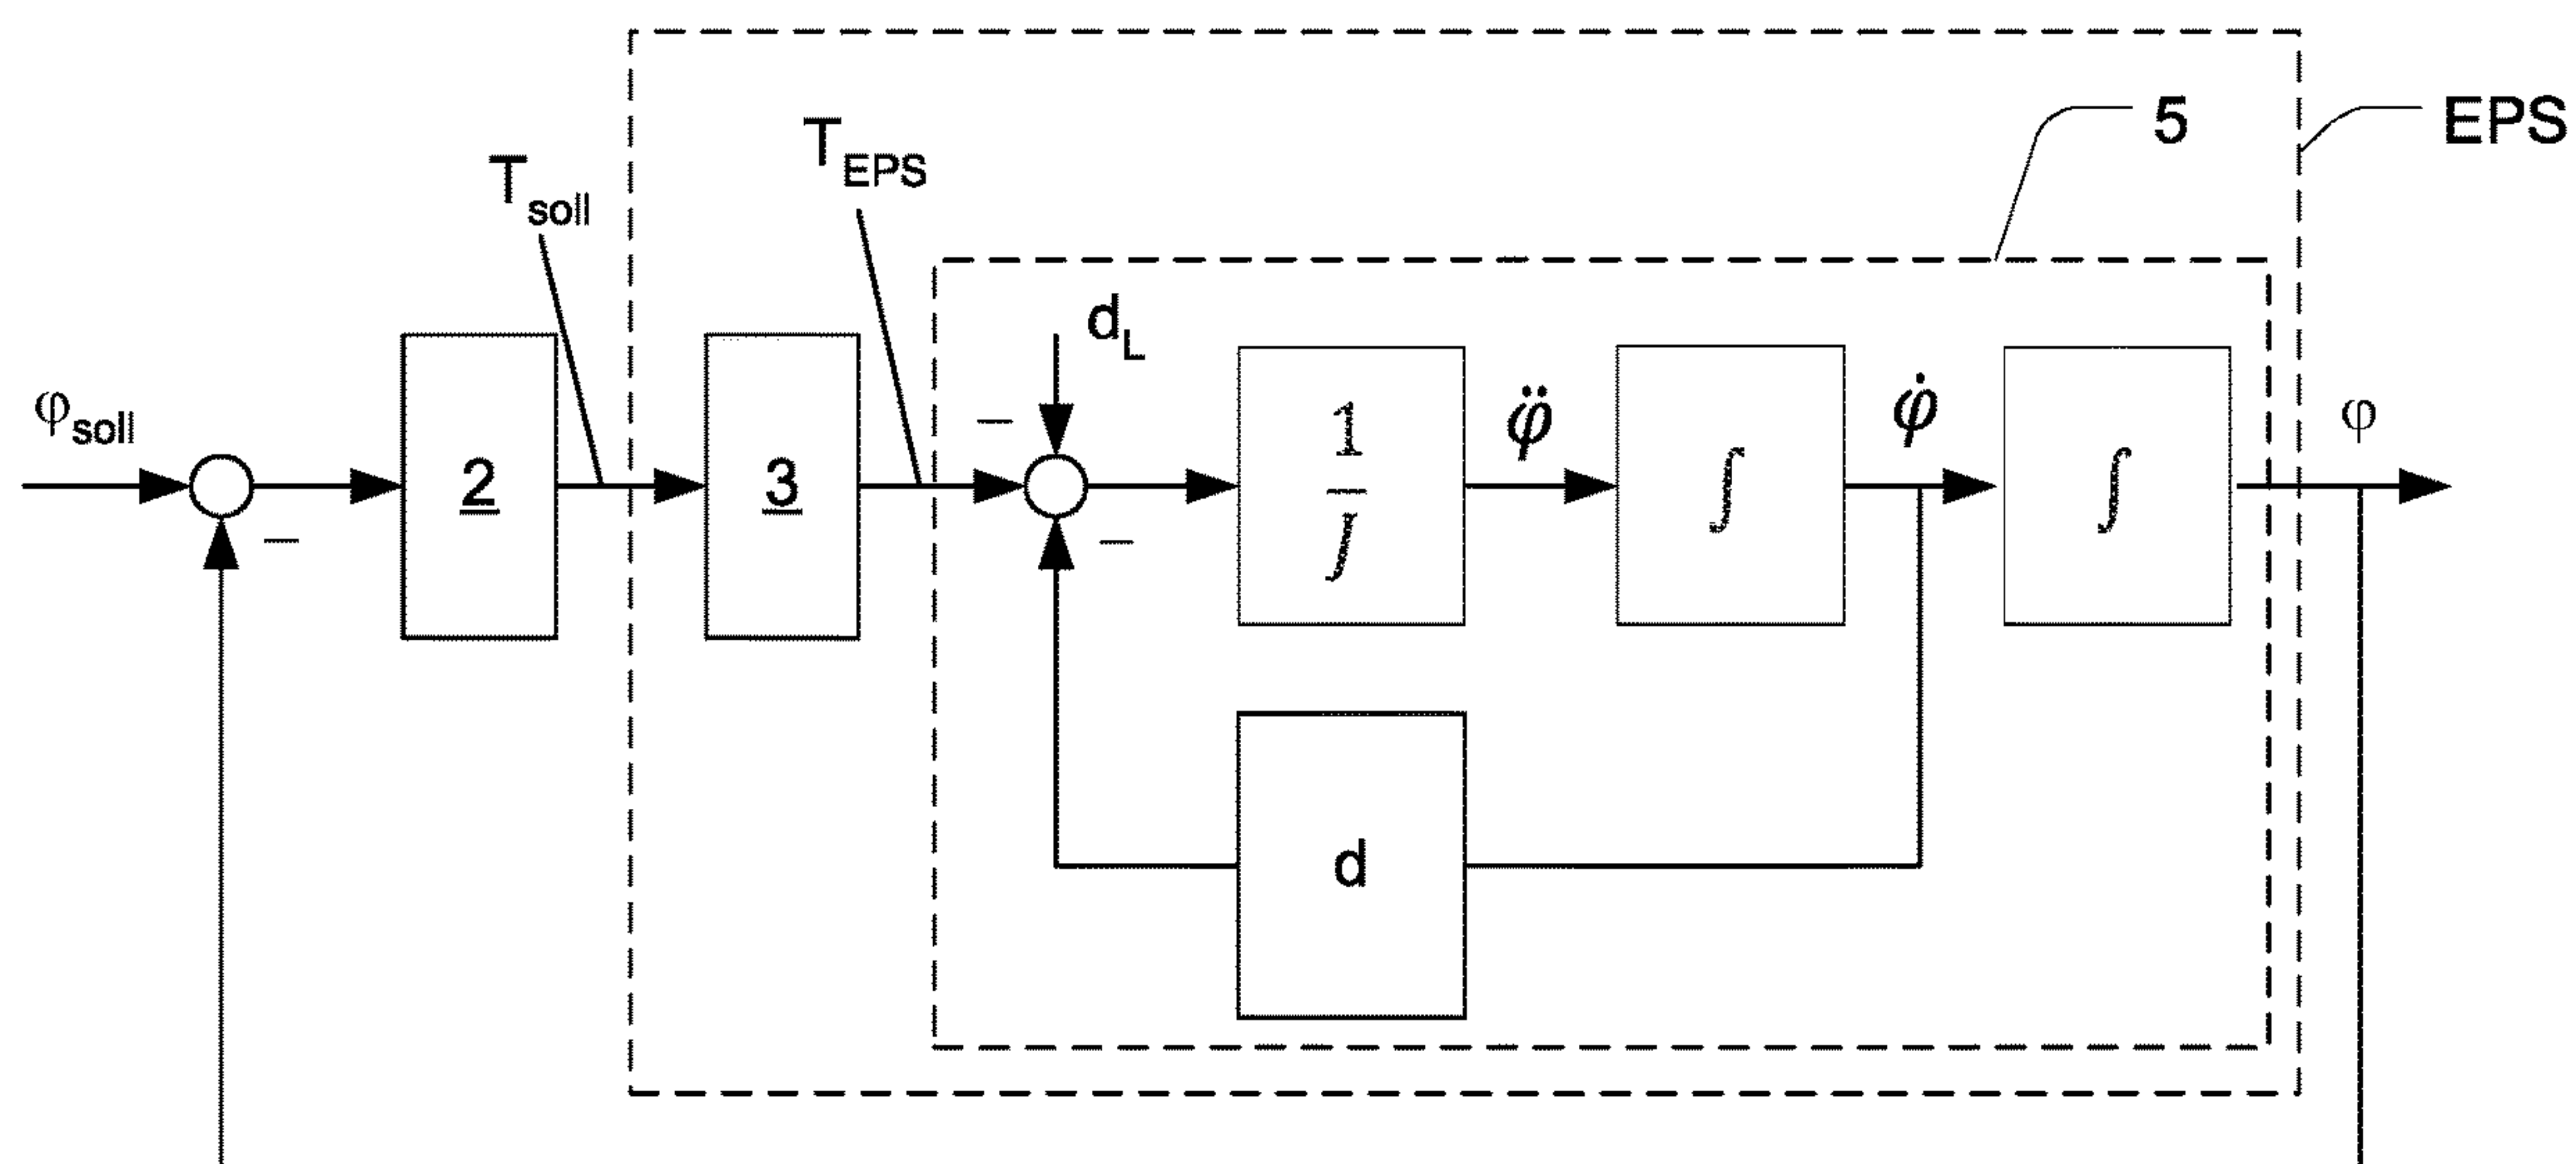 5
EPS
T_EPS
T_soll
d_L
φ_soll
–
–
–
2
3
1
J
φ̈
∫
φ̇
∫
φ
d